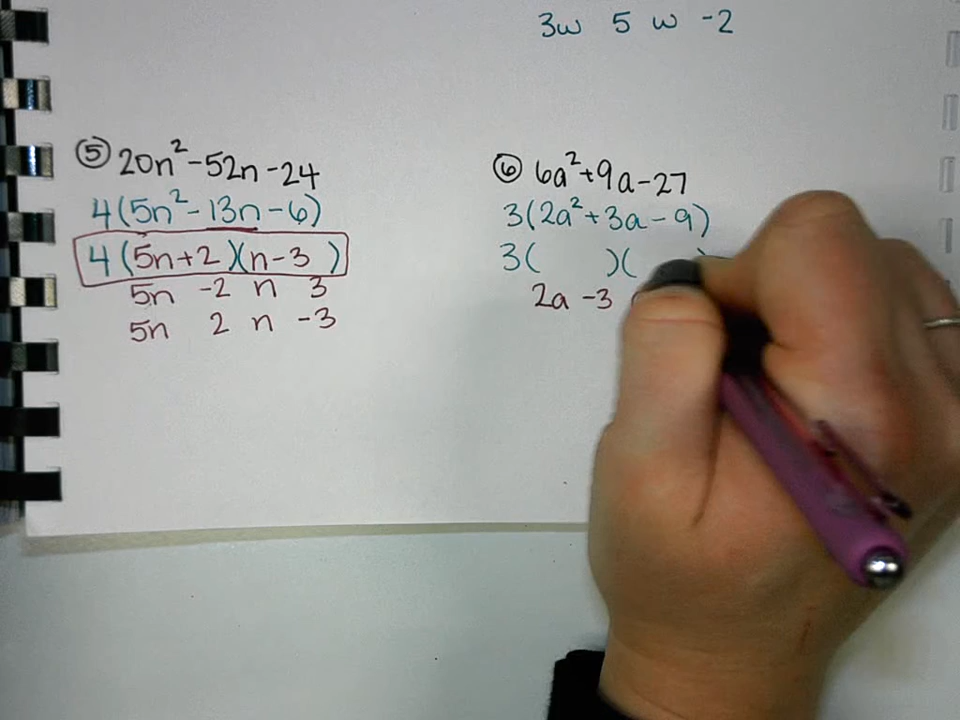 3w 5 w -2
⑤ 20n² - 52n - 24
4(5n² - 13n - 6)
4(5n + 2)(n - 3)
5n -2 n 3
5n 2 n -3
⑥ 6a² + 9a - 27
3(2a² + 3a - 9)
3( )( )
2a -3